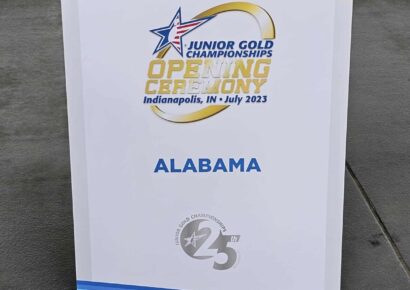 JUNIOR GOLD
CHAMPIONSHIPS
OPENING
CEREMONY
Indianapolis, IN • July 2023
ALABAMA
JUNIOR GOLD CHAMPIONSHIPS
25th